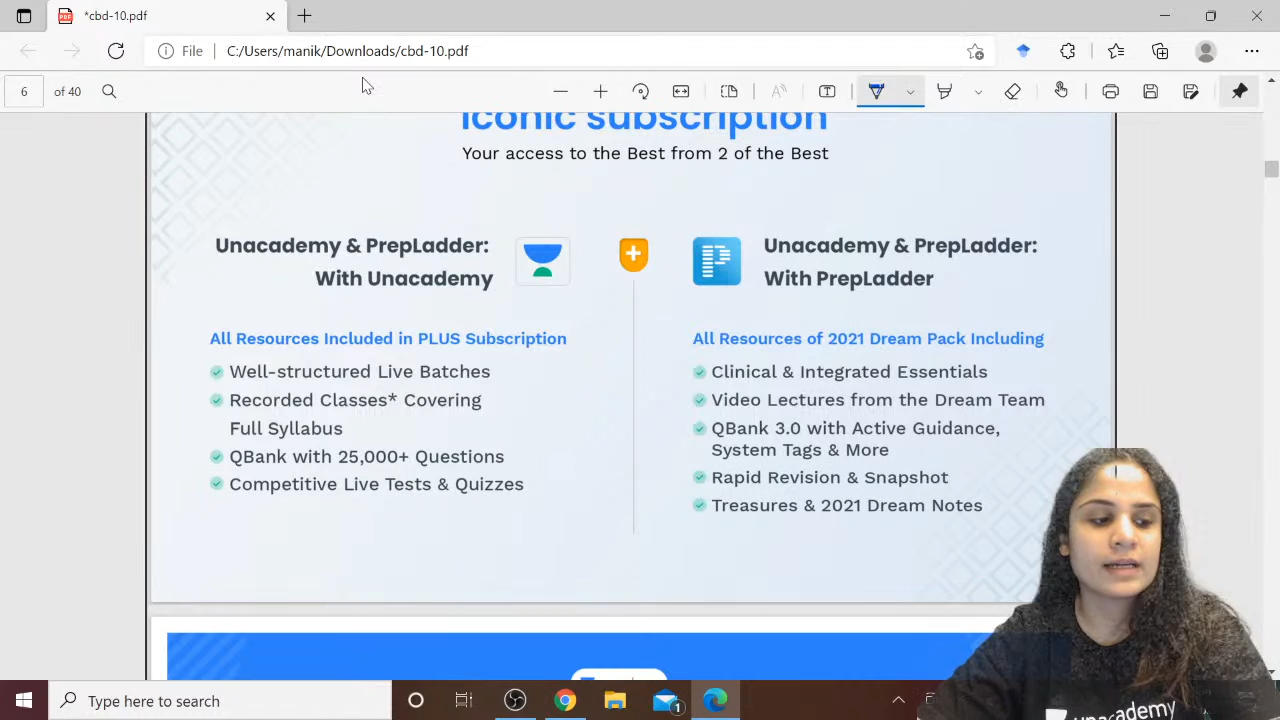 *cbd-10.pdf
File
C:/Users/manik/Downloads/cbd-10.pdf
6
of 40
Iconic subscription
Your access to the Best from 2 of the Best
Unacademy & PrepLadder:
With Unacademy
Unacademy & PrepLadder:
With PrepLadder
All Resources Included in PLUS Subscription
Well-structured Live Batches
Recorded Classes* Covering
Full Syllabus
QBank with 25,000+ Questions
Competitive Live Tests & Quizzes
All Resources of 2021 Dream Pack Including
Clinical & Integrated Essentials
Video Lectures from the Dream Team
QBank 3.0 with Active Guidance,
System Tags & More
Rapid Revision & Snapshot
Treasures & 2021 Dream Notes
Type here to search
1
unacademy